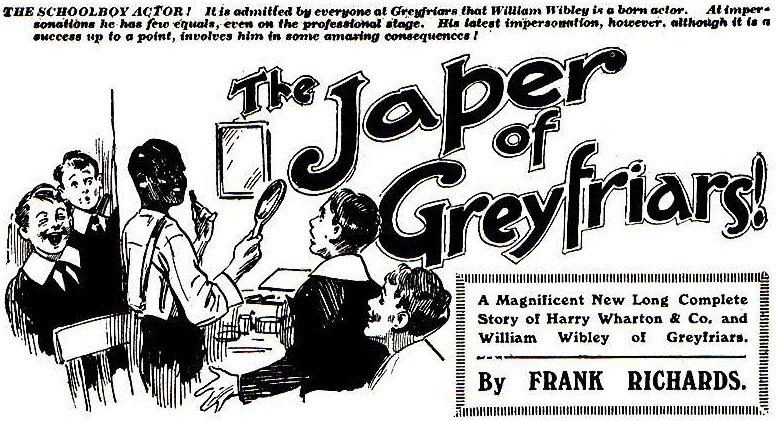 THE SCHOOLBOY ACTOR! It is admitted by everyone at Greyfriars that William Wibley is a born actor. At imper-
sonations he has few equals, even on the professional stage. His latest impersonation, however, although it is a
success up to a point, involves him in some amazing consequences!
The
Japer
of
Greyfriars!
A Magnificent New Long Complete
Story of Harry Wharton & Co. and
William Wibley of Greyfriars.
By FRANK RICHARDS.